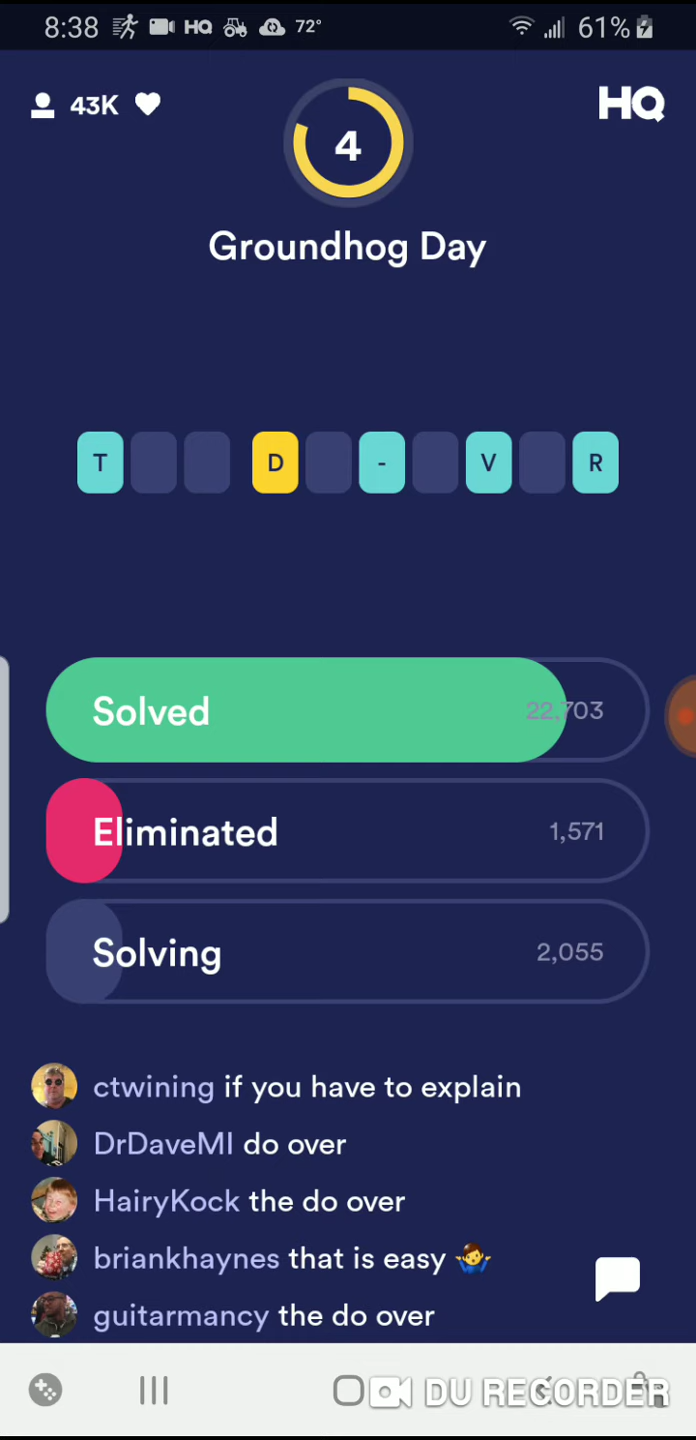 8:38 HQ 72° 61%
43K
4
HQ
Groundhog Day
T D - V R
Solved 22,703
Eliminated 1,571
Solving 2,055
ctwining if you have to explain
DrDaveMI do over
HairyKock the do over
briankhaynes that is easy 🤷‍♂️
guitarmancy the do over
DU RECORDER